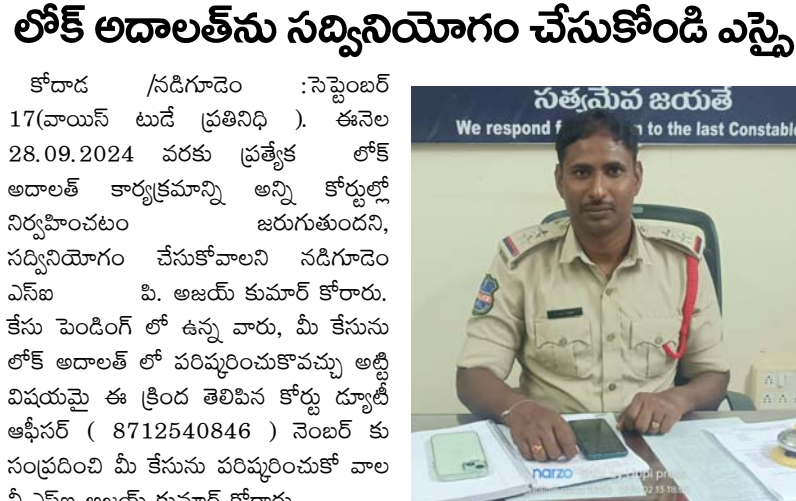 లోక్ అదాలత్‌ను సద్వినియోగం చేసుకోండి ఎస్సై
కోదాడ /నడిగూడెం :సెప్టెంబర్
17(వాయిస్ టుడే ప్రతినిధి ). ఈనెల
28.09.2024 వరకు ప్రత్యేక లోక్
అదాలత్ కార్యక్రమాన్ని అన్ని కోర్టుల్లో
నిర్వహించటం జరుగుతుందని,
సద్వినియోగం చేసుకోవాలని నడిగూడెం
ఎస్ఐ పి. అజయ్ కుమార్ కోరారు.
కేసు పెండింగ్ లో ఉన్న వారు, మీ కేసును
లోక్ అదాలత్ లో పరిష్కరించుకొవచ్చు అట్టి
విషయమై ఈ క్రింద తెలిపిన కోర్టు డ్యూటీ
ఆఫీసర్ ( 8712540846 ) నెంబర్ కు
సంప్రదించి మీ కేసును పరిష్కరించుకో వాల
ఎస్ఐ అజయ్ కుమార్ కోరారు
సత్యమేవ జయతే
We respond to the last Constable
narzo